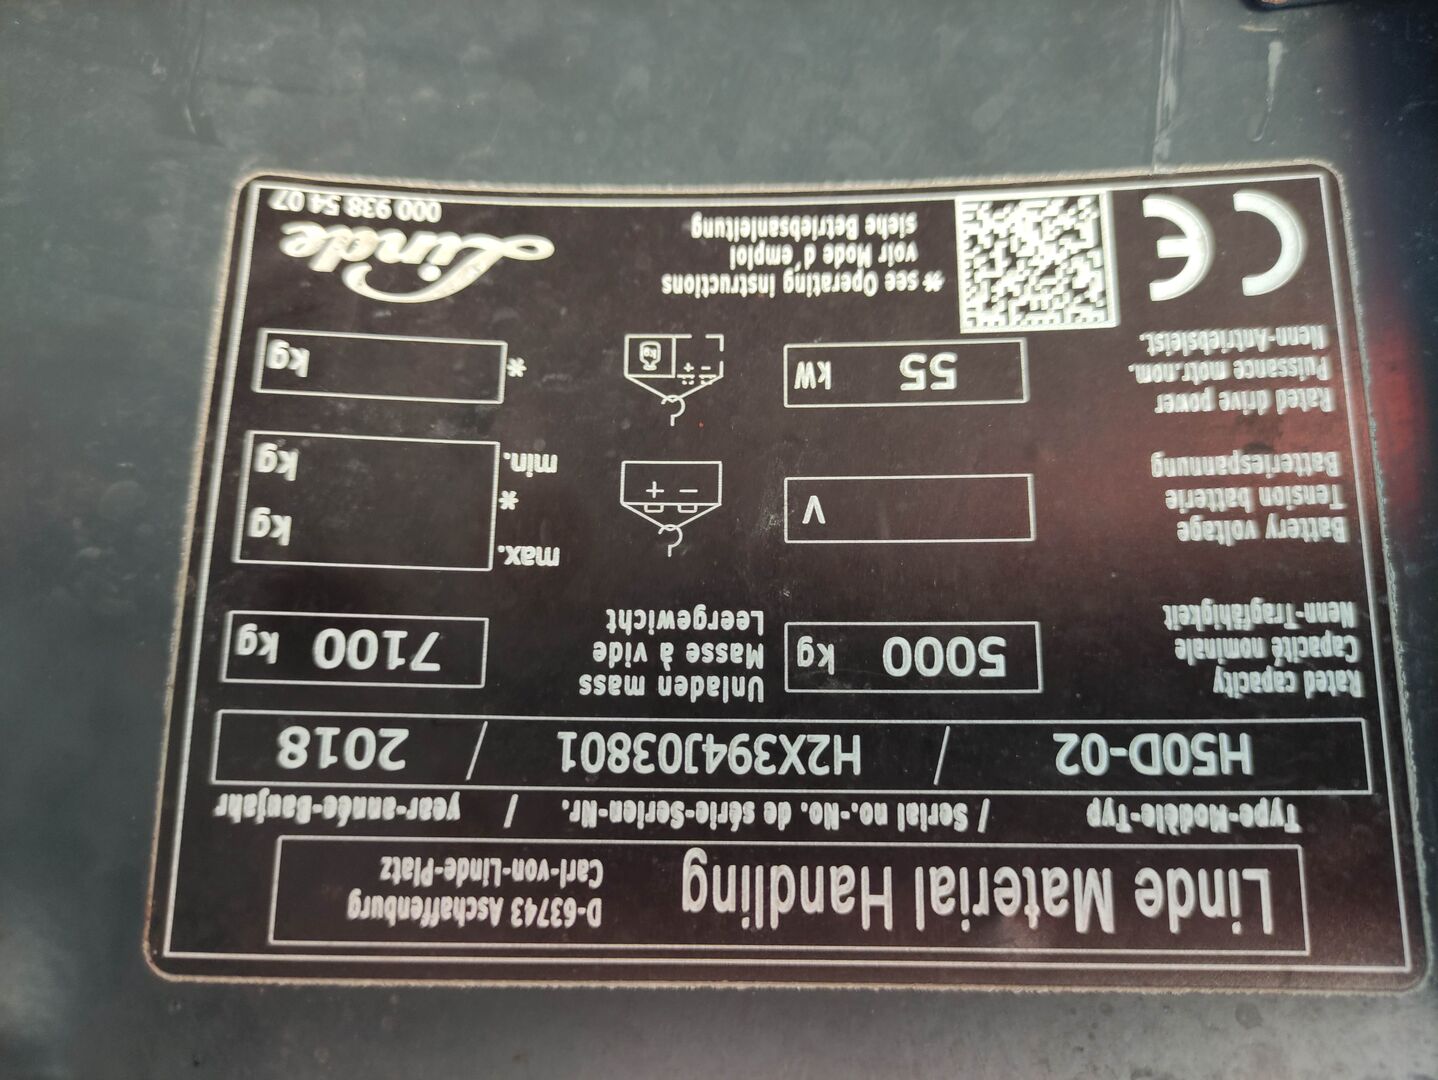 Linde Material Handling
Carl-von-Linde-Platz
D-63743 Aschaffenburg
Type-Modèle-Typ / Serial no.-No. de série-Serien-Nr. / year-année-Baujahr
H50D-02 / H2X394J03801 / 2018
Rated capacity
Capacité nominale
Nenn-Tragfähigkeit
5000 kg
Unladen mass
Masse à vide
Leergewicht
7100 kg
Battery voltage
Tension batterie
Batteriespannung
V
+ -
max.
*
min.
kg
kg
Rated drive power
Puissance motr.nom.
Nenn-Antriebsleist.
55 kW
- +
kg
*
kg
CE
* see Operating instructions
voir Mode d'emploi
siehe Betriebsanleitung
Linde
000 938 54 07